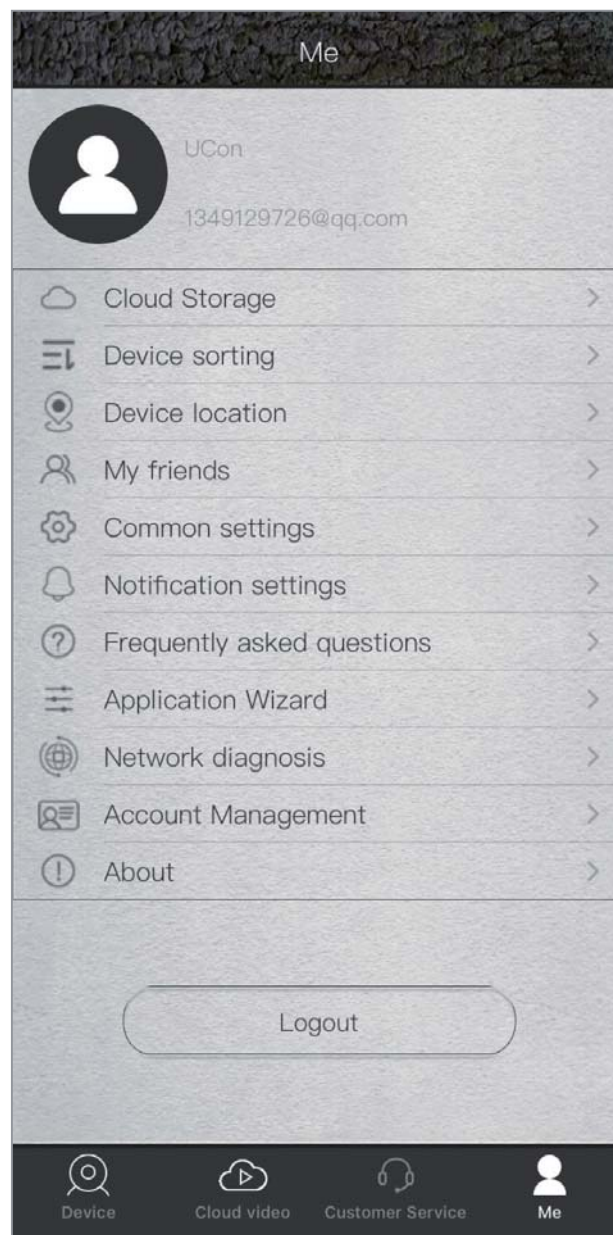 Me
UCon
1349129726@qq.com
Cloud Storage
Device sorting
Device location
My friends
Common settings
Notification settings
Frequently asked questions
Application Wizard
Network diagnosis
Account Management
About
Logout
Device
Cloud video
Customer Service
Me